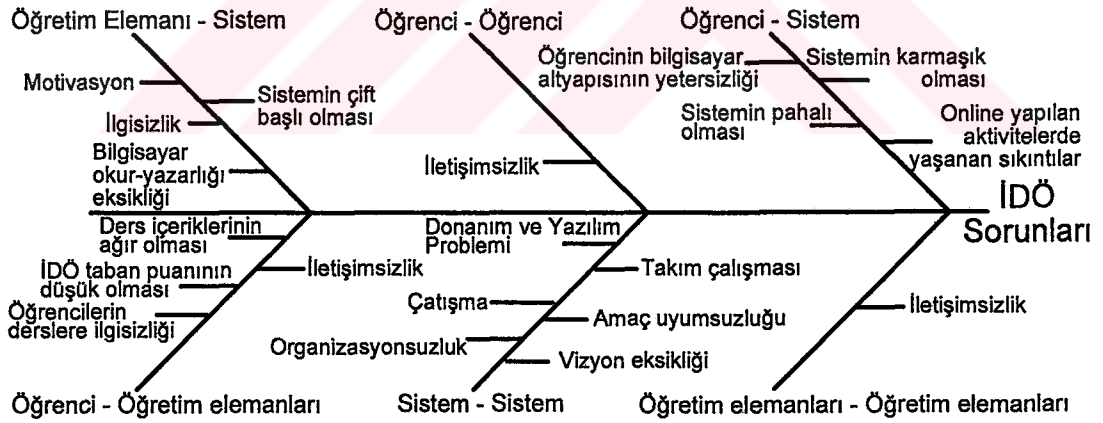 Öğretim Elemanı - Sistem
Öğrenci - Öğrenci
Öğrenci - Sistem
Motivasyon
Sistemin çift
başlı olması
İlgisizlik
Bilgisayar
okur-yazarlığı
eksikliği
İletişimsizlik
Öğrencinin bilgisayar
altyapısının yetersizliği
Sistemin karmaşık
olması
Sistemin pahalı
olması
Online yapılan
aktivitelerde
yaşanan sıkıntılar
İDÖ
Sorunları
Ders içeriklerinin
ağır olması
İletişimsizlik
İDÖ taban puanının
düşük olması
Öğrencilerin
derslere ilgisizliği
Donanım ve Yazılım
Problemi
Takım çalışması
Çatışma
Amaç uyumsuzluğu
Organizasyonsuzluk
Vizyon eksikliği
İletişimsizlik
Öğrenci - Öğretim elemanları
Sistem - Sistem
Öğretim elemanları - Öğretim elemanları